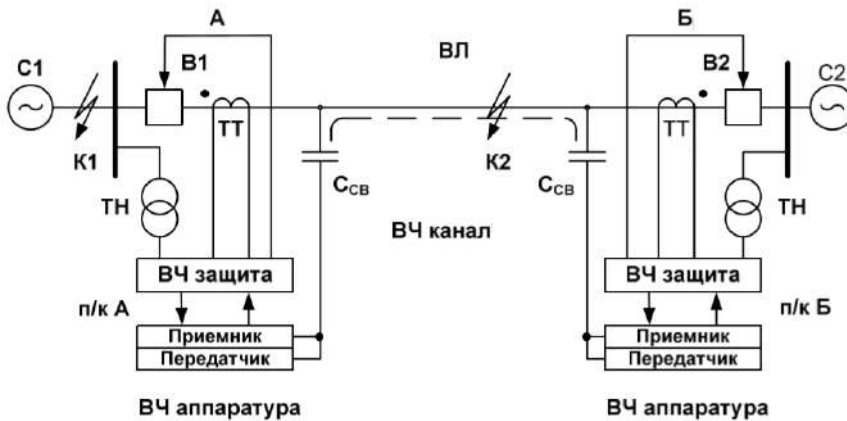 А
ВЛ
Б
С1
В1
В2
С2
К1
ТТ
К2
ТТ
ТН
ССВ
ССВ
ТН
ВЧ канал
ВЧ защита
ВЧ защита
п/к А
п/к Б
Приемник
Приемник
Передатчик
Передатчик
ВЧ аппаратура
ВЧ аппаратура